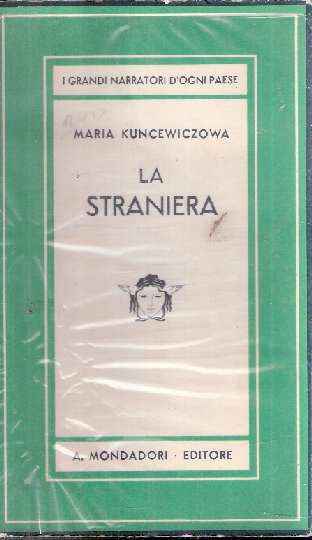 I GRANDI NARRATORI D'OGNI PAESE
MARIA KUNCEWICZOWA
LA
STRANIERA
A. MONDADORI · EDITORE